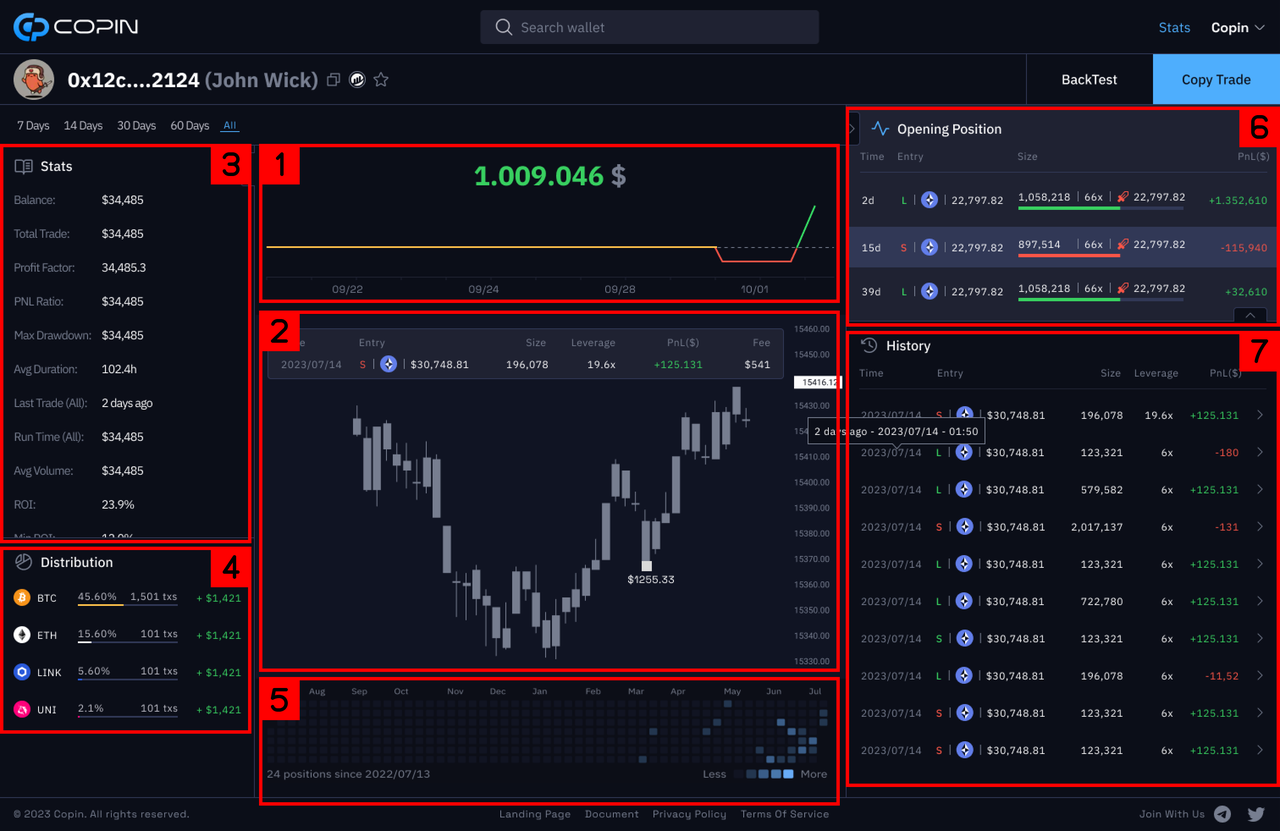 COPIN
Search wallet
Stats
Copin
0x12c....2124 (John Wick)
BackTest
Copy Trade
7 Days 14 Days 30 Days 60 Days All
3
Stats
Balance: $34,485
Total Trade: $34,485
Profit Factor: 34,485.3
PNL Ratio: $34,485
Max Drawdown: $34,485
Avg Duration: 102.4h
Last Trade (All): 2 days ago
Run Time (All): $34,485
Avg Volume: $34,485
ROI: 23.9%
4
Distribution
BTC 45.60% 1,501 txs + $1,421
ETH 15.60% 101 txs + $1,421
LINK 5.60% 101 txs + $1,421
UNI 2.1% 101 txs + $1,421
1
1.009.046 $
09/22 09/24 09/28 10/01
2
Entry Size Leverage PnL($) Fee
2023/07/14 S | | $30,748.81 196,078 19.6x +125.131 $541
15460.00
15450.00
15416.12
15430.00
15410.00
15400.00
15390.00
15380.00
15370.00
15360.00
15350.00
15340.00
15330.00
$1255.33
5
Aug Sep Oct Nov Dec Jan Feb Mar Apr May Jun Jul
24 positions since 2022/07/13
Less More
6
Opening Position
Time Entry Size PnL($)
2d L | | 22,797.82 1,058,218 | 66x | 22,797.82 +1.352,610
15d S | | 22,797.82 897,514 | 66x | 22,797.82 -115,940
39d L | | 22,797.82 1,058,218 | 66x | 22,797.82 +32,610
7
History
Time Entry Size Leverage PnL($)
2023/07/14 S | | $30,748.81 196,078 19.6x +125.131
2 days ago - 2023/07/14 - 01:50
2023/07/14 L | | $30,748.81 123,321 6x -180
2023/07/14 L | | $30,748.81 579,582 6x +125.131
2023/07/14 S | | $30,748.81 2,017,137 6x -131
2023/07/14 L | | $30,748.81 123,321 6x +125.131
2023/07/14 L | | $30,748.81 722,780 6x +125.131
2023/07/14 S | | $30,748.81 123,321 6x +125.131
2023/07/14 L | | $30,748.81 196,078 6x -11,52
2023/07/14 S | | $30,748.81 123,321 6x +125.131
2023/07/14 S | | $30,748.81 123,321 6x +125.131
© 2023 Copin. All rights reserved.
Landing Page Document Privacy Policy Terms Of Service
Join With Us